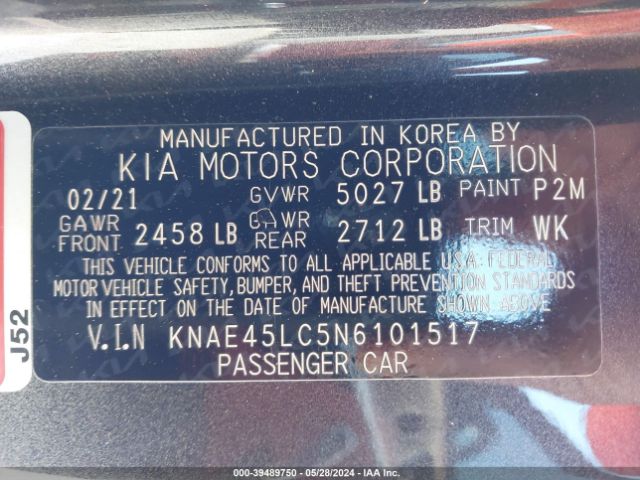 MANUFACTURED IN KOREA BY
KIA MOTORS CORPORATION
02/21 GVWR 5027 LB PAINT P2M
GAWR FRONT 2458 LB GAWR REAR 2712 LB TRIM WK
THIS VEHICLE CONFORMS TO ALL APPLICABLE U.S.A. FEDERAL
MOTOR VEHICLE SAFETY, BUMPER, AND THEFT PREVENTION STANDARDS
IN EFFECT ON THE DATE OF MANUFACTURE SHOWN ABOVE
V.I.N KNAE45LC5N6101517
PASSENGER CAR
J52
000-39489750 - 05/28/2024 - IAA Inc.